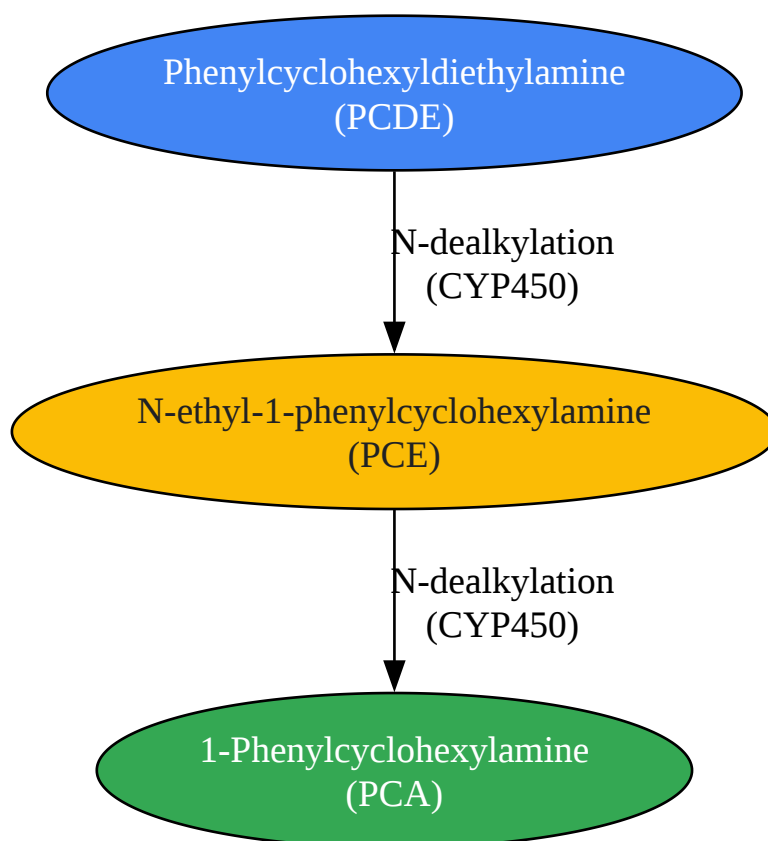 Phenylcyclohexyldiethylamine
(PCDE)
N-dealkylation
(CYP450)
N-ethyl-1-phenylcyclohexylamine
(PCE)
N-dealkylation
(CYP450)
1-Phenylcyclohexylamine
(PCA)